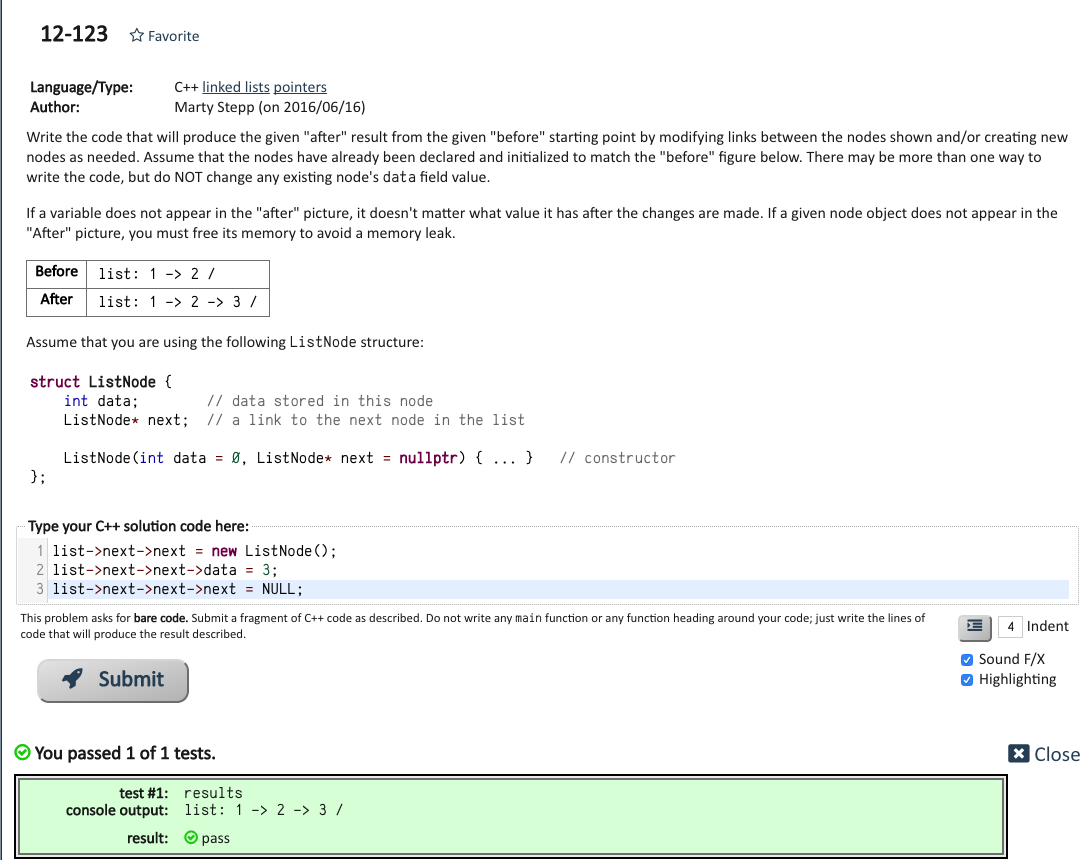 12-123 Favorite
Language/Type: C++ linked lists pointers
Author: Marty Stepp (on 2016/06/16)
Write the code that will produce the given "after" result from the given "before" starting point by modifying links between the nodes shown and/or creating new
nodes as needed. Assume that the nodes have already been declared and initialized to match the "before" figure below. There may be more than one way to
write the code, but do NOT change any existing node's data field value.
If a variable does not appear in the "after" picture, it doesn't matter what value it has after the changes are made. If a given node object does not appear in the
"After" picture, you must free its memory to avoid a memory leak.
Before list: 1 -> 2 /
After list: 1 -> 2 -> 3 /
Assume that you are using the following ListNode structure:
struct ListNode {
    int data;        // data stored in this node
    ListNode* next;  // a link to the next node in the list
    ListNode(int data = 0, ListNode* next = nullptr) { ... }   // constructor
};
Type your C++ solution code here:
1 list->next->next = new ListNode();
2 list->next->next->data = 3;
3 list->next->next->next = NULL;
This problem asks for bare code. Submit a fragment of C++ code as described. Do not write any main function or any function heading around your code; just write the lines of
code that will produce the result described.
4 Indent
Sound F/X
Highlighting
Submit
You passed 1 of 1 tests.
Close
test #1: results
console output: list: 1 -> 2 -> 3 /
result: pass